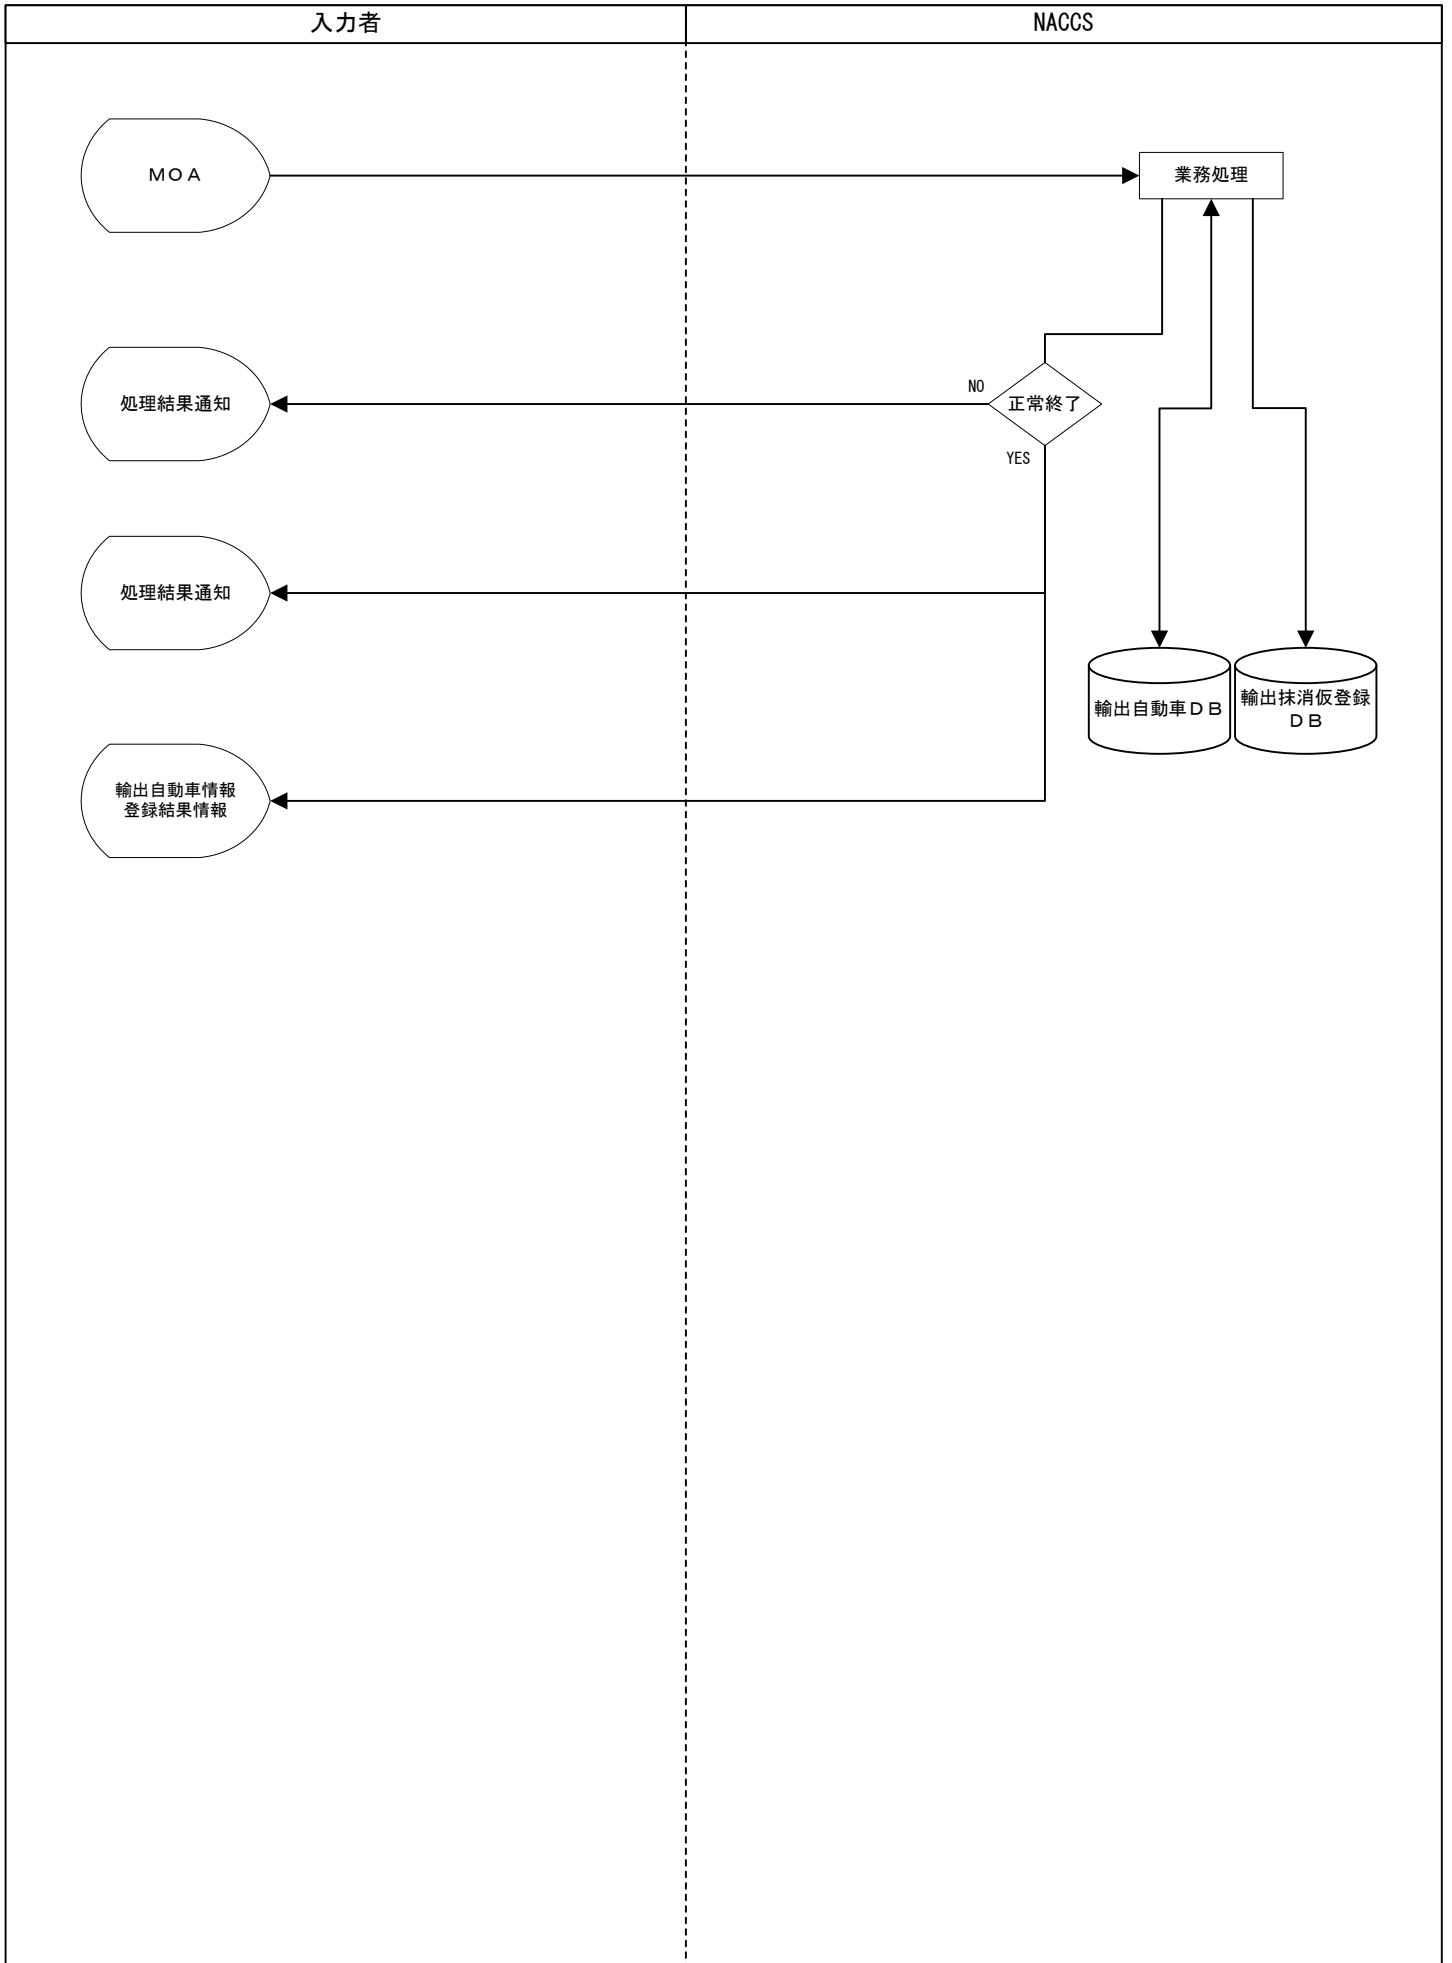 入力者
NACCS
ＭＯＡ
業務処理
処理結果通知
NO
正常終了
YES
処理結果通知
輸出自動車ＤＢ
輸出抹消仮登録
ＤＢ
輸出自動車情報
登録結果情報